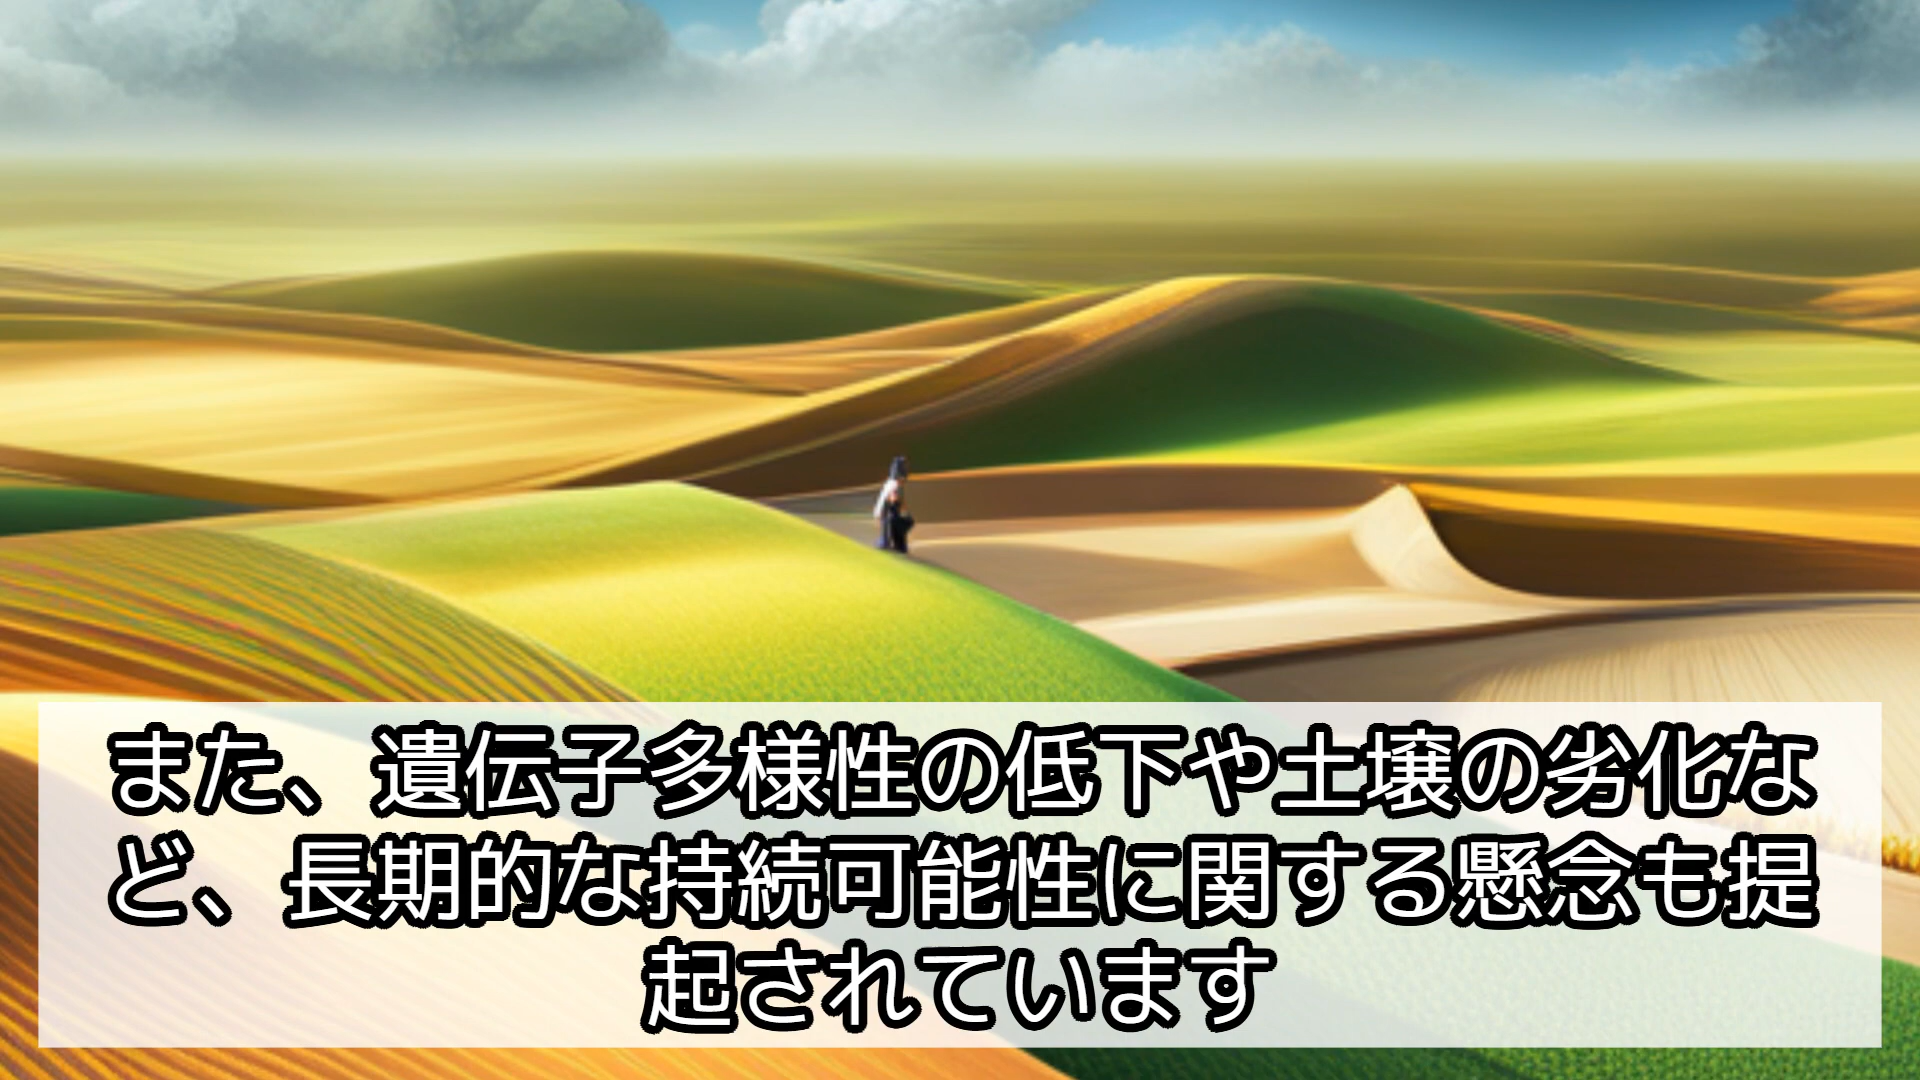 また、遺伝子多様性の低下や土壌の劣化な
ど、長期的な持続可能性に関する懸念も提
起されています